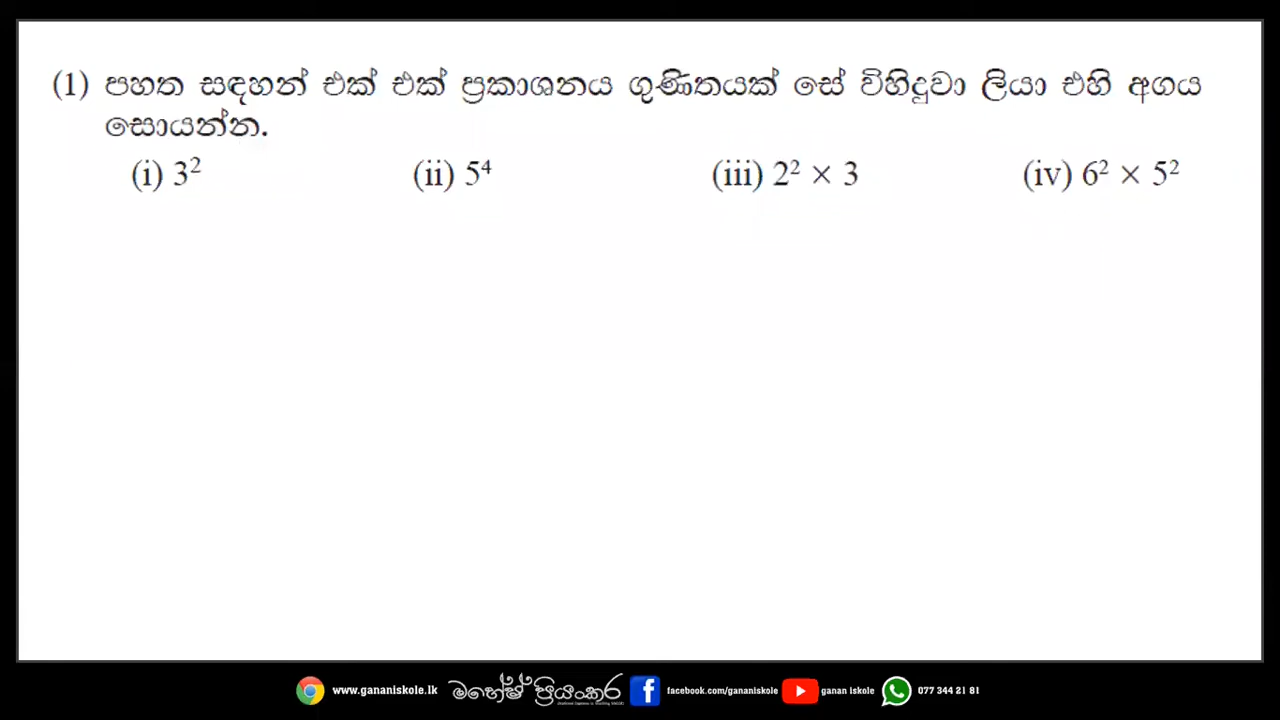 (1) පහත සඳහන් එක් එක් ප්‍රකාශනය ගුණිතයක් සේ විහිදුවා ලියා එහි අගය
සොයන්න.
(i) 3² (ii) 5⁴ (iii) 2² × 3 (iv) 6² × 5²
www.gananiskole.lk මහේෂ් ප්‍රියංකර facebook.com/gananiskole ganan iskole 077 344 21 81